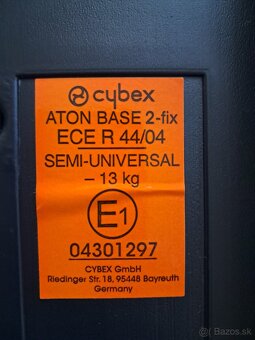 cybex
ATON BASE 2-fix
ECE R 44/04
SEMI-UNIVERSAL
– 13 kg
E1
04301297
CYBEX GmbH
Riedinger Str. 18, 95448 Bayreuth
Germany
Bazos.sk